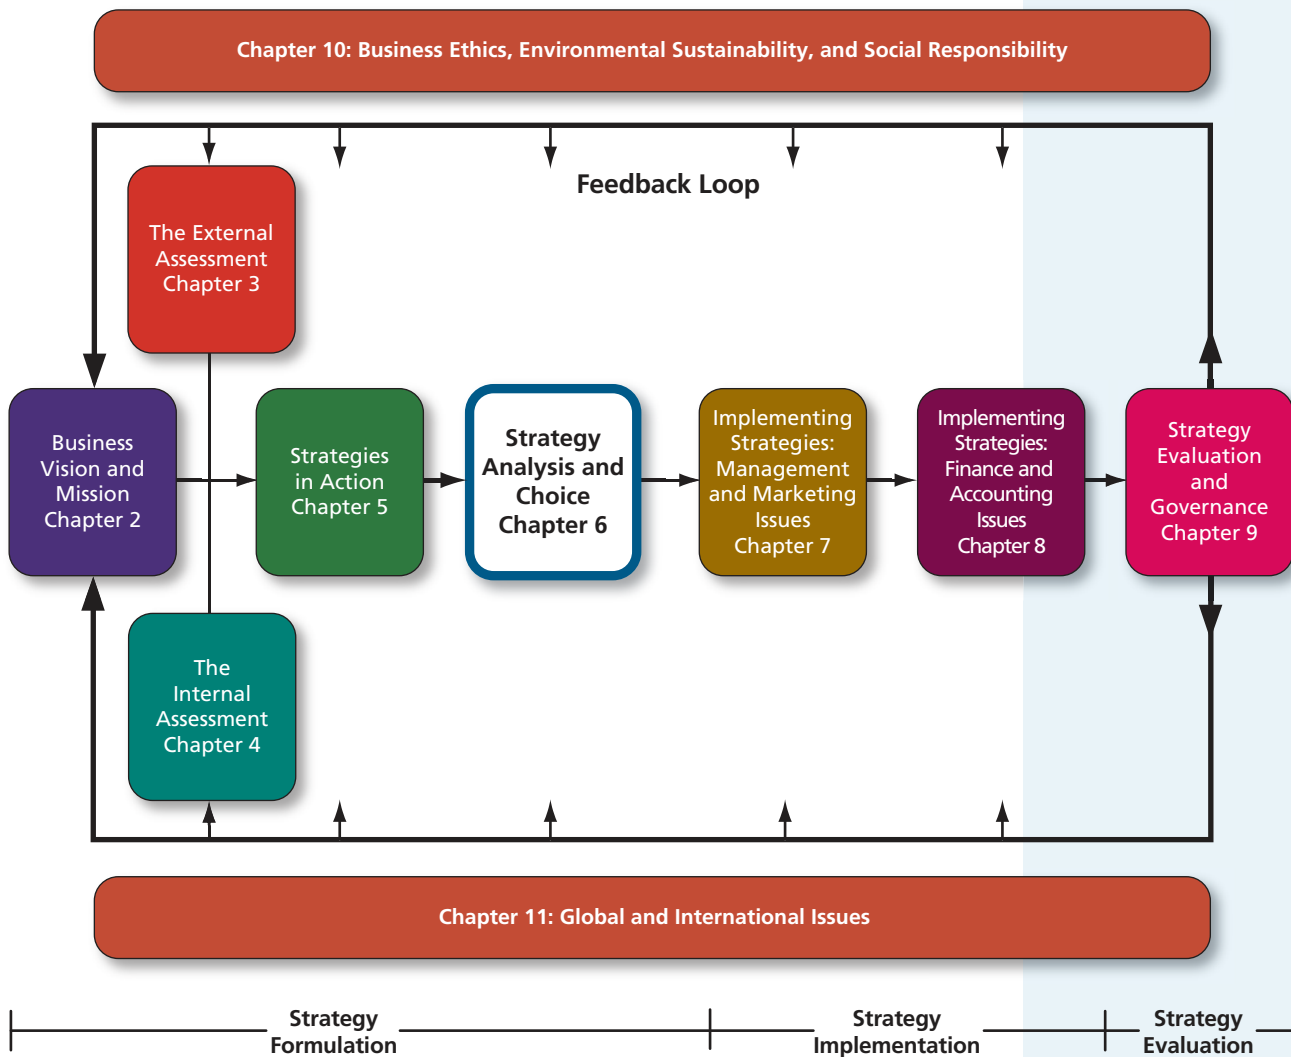 Chapter 10: Business Ethics, Environmental Sustainability, and Social Responsibility
Feedback Loop
The External
Assessment
Chapter 3
Business
Vision and
Mission
Chapter 2
Strategies
in Action
Chapter 5
Strategy
Analysis and
Choice
Chapter 6
Implementing
Strategies:
Management
and Marketing
Issues
Chapter 7
Implementing
Strategies:
Finance and
Accounting
Issues
Chapter 8
Strategy
Evaluation
and
Governance
Chapter 9
The
Internal
Assessment
Chapter 4
Chapter 11: Global and International Issues
Strategy
Formulation
Strategy
Implementation
Strategy
Evaluation